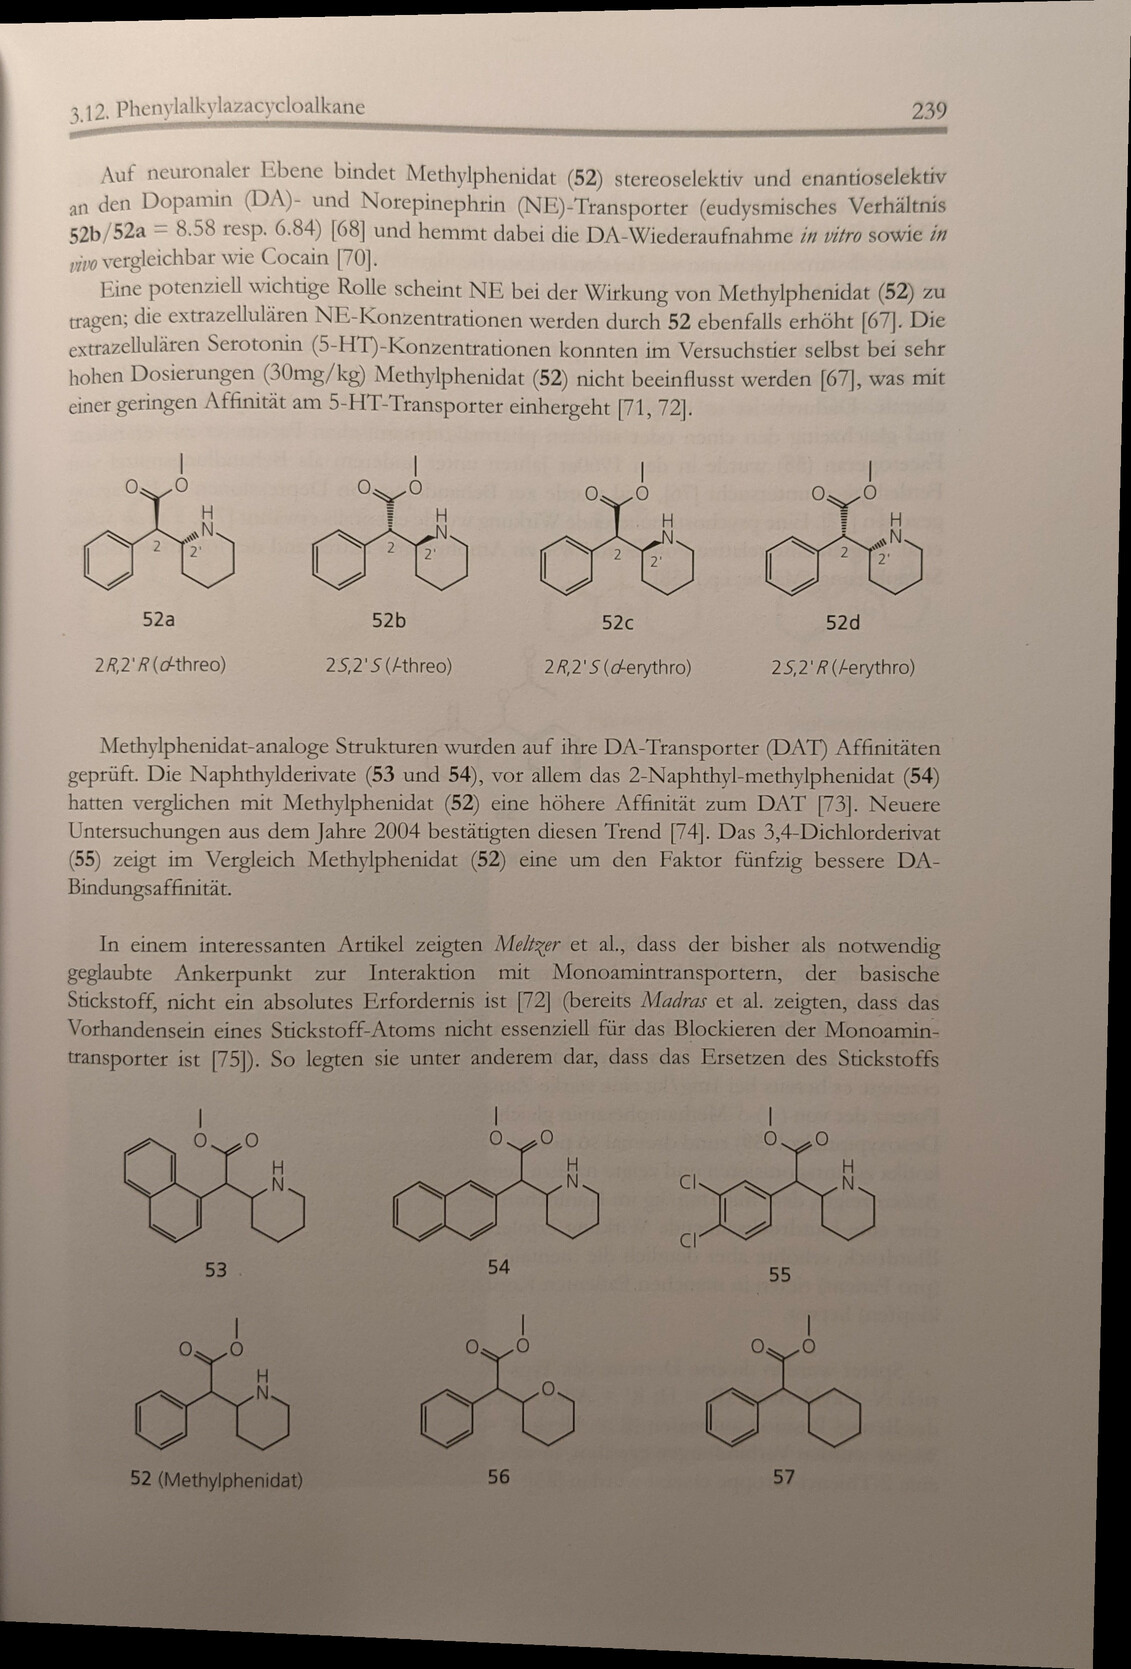 3.12. Phenylalkylazacycloalkane 239
Auf neuronaler Ebene bindet Methylphenidat (52) stereoselektiv und enantioselektiv
an den Dopamin (DA)- und Norepinephrin (NE)-Transporter (eudysmisches Verhältnis
52b/52a = 8.58 resp. 6.84) [68] und hemmt dabei die DA-Wiederaufnahme in vitro sowie in
vivo vergleichbar wie Cocain [70].
Eine potenziell wichtige Rolle scheint NE bei der Wirkung von Methylphenidat (52) zu
tragen; die extrazellulären NE-Konzentrationen werden durch 52 ebenfalls erhöht [67]. Die
extrazellulären Serotonin (5-HT)-Konzentrationen konnten im Versuchstier selbst bei sehr
hohen Dosierungen (30mg/kg) Methylphenidat (52) nicht beeinflusst werden [67], was mit
einer geringen Affinität am 5-HT-Transporter einhergeht [71, 72].
O O O O O O O O
H H H H
N N N N
2 2' 2 2' 2 2' 2 2'
52a 52b 52c 52d
2R,2'R (d-threo) 2S,2'S (l-threo) 2R,2'S (d-erythro) 2S,2'R (l-erythro)
Methylphenidat-analoge Strukturen wurden auf ihre DA-Transporter (DAT) Affinitäten
geprüft. Die Naphthylderivate (53 und 54), vor allem das 2-Naphthyl-methylphenidat (54)
hatten verglichen mit Methylphenidat (52) eine höhere Affinität zum DAT [73]. Neuere
Untersuchungen aus dem Jahre 2004 bestätigten diesen Trend [74]. Das 3,4-Dichlorderivat
(55) zeigt im Vergleich Methylphenidat (52) eine um den Faktor fünfzig bessere DA-
Bindungsaffinität.
In einem interessanten Artikel zeigten Meltzer et al., dass der bisher als notwendig
geglaubte Ankerpunkt zur Interaktion mit Monoamintransportern, der basische
Stickstoff, nicht ein absolutes Erfordernis ist [72] (bereits Madras et al. zeigten, dass das
Vorhandensein eines Stickstoff-Atoms nicht essenziell für das Blockieren der Monoamin-
transporter ist [75]). So legten sie unter anderem dar, dass das Ersetzen des Stickstoffs
O O O O O O
H H H
N N Cl N
Cl
53 54 55
O O O O O O
H
N O
52 (Methylphenidat) 56 57